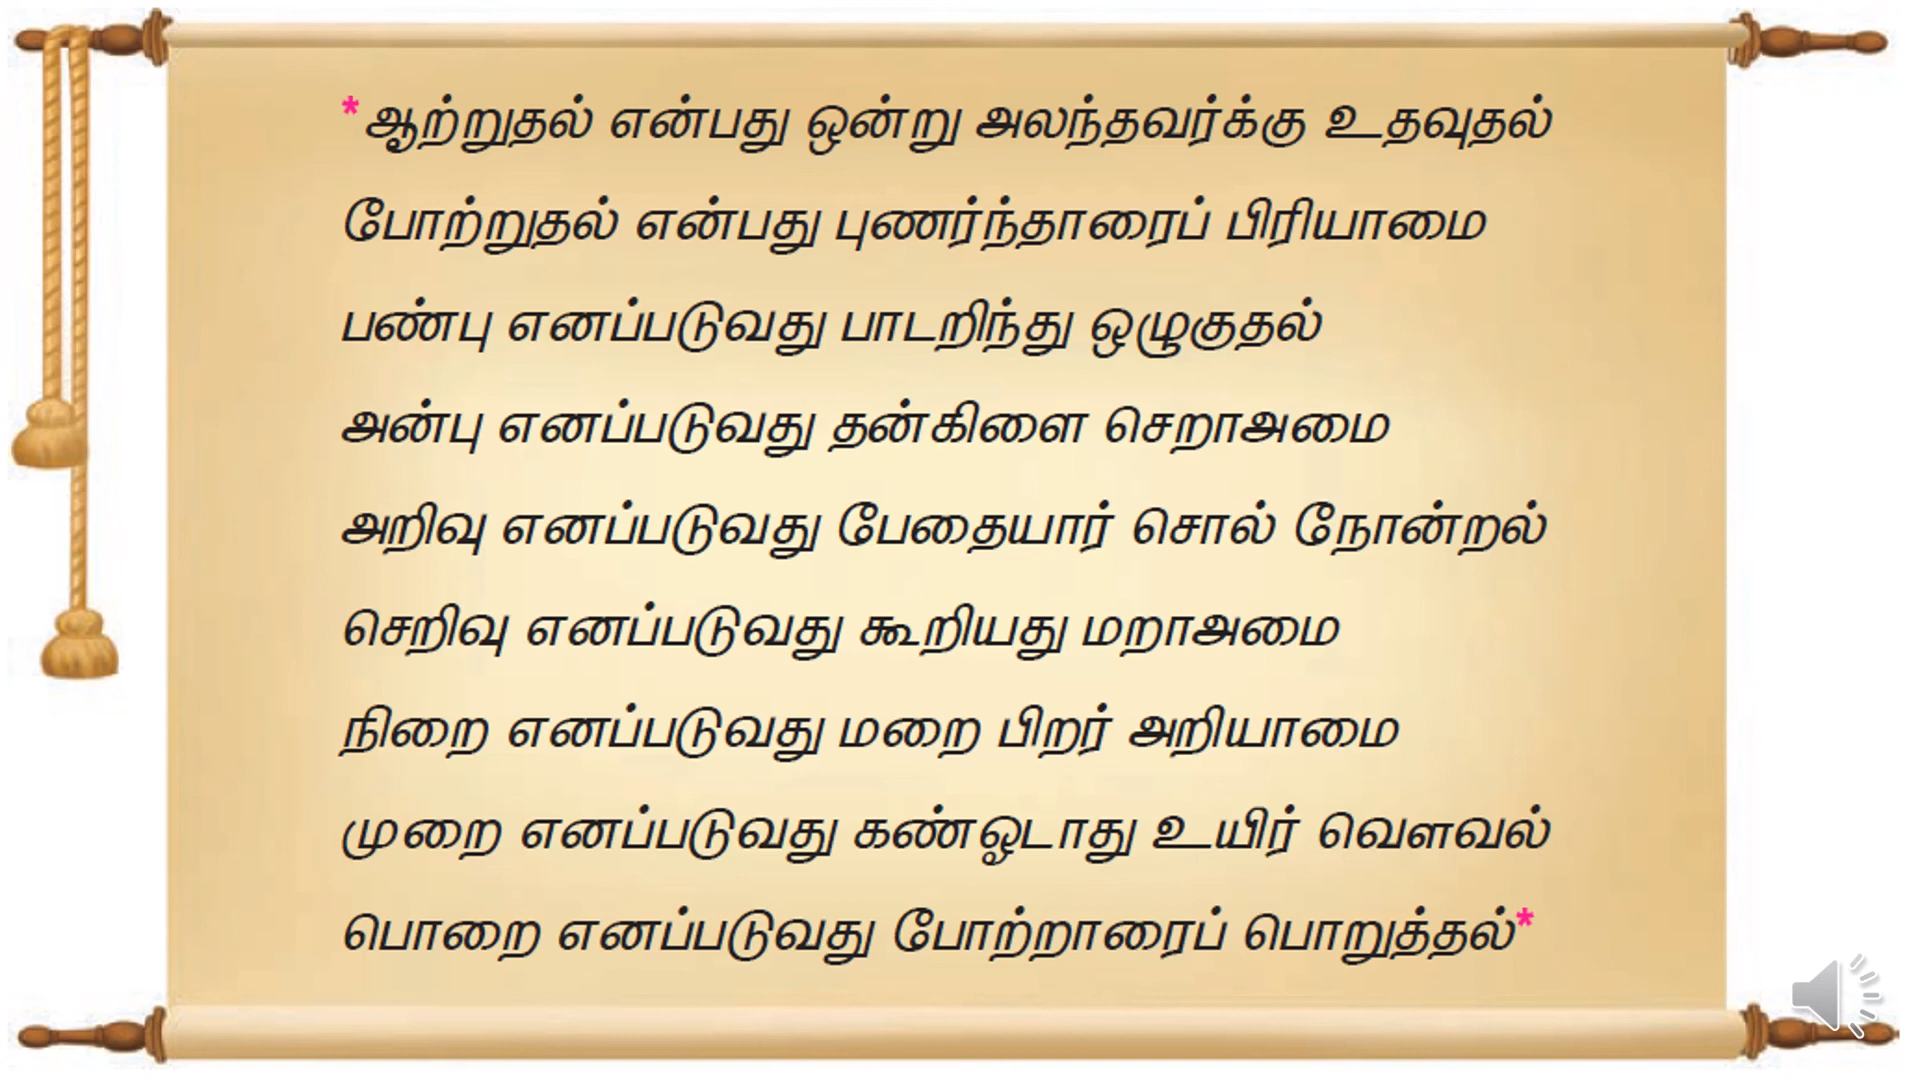 *ஆற்றுதல் என்பது ஒன்று அலந்தவர்க்கு உதவுதல்
போற்றுதல் என்பது புணர்ந்தாரைப் பிரியாமை
பண்பு எனப்படுவது பாடறிந்து ஒழுகுதல்
அன்பு எனப்படுவது தன்கிளை செறாஅமை
அறிவு எனப்படுவது பேதையார் சொல் நோன்றல்
செறிவு எனப்படுவது கூறியது மறாஅமை
நிறை எனப்படுவது மறை பிறர் அறியாமை
முறை எனப்படுவது கண்ஓடாது உயிர் வௌவல்
பொறை எனப்படுவது போற்றாரைப் பொறுத்தல்*